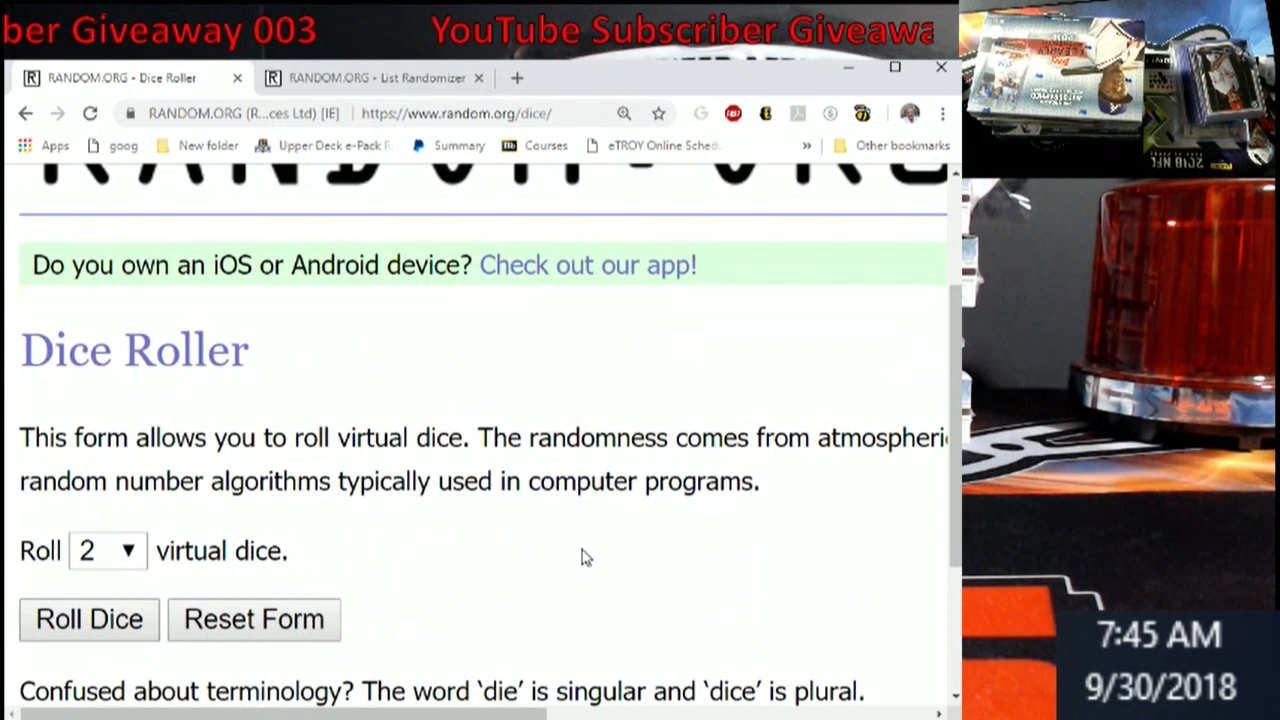 ber Giveaway 003 YouTube Subscriber Giveawa
RANDOM.ORG - Dice Roller RANDOM.ORG - List Randomizer
RANDOM.ORG (R...ces Ltd) [IE] https://www.random.org/dice/
Apps goog New folder Upper Deck e-Pack R Summary Courses eTROY Online Sched » Other bookmarks
Do you own an iOS or Android device? Check out our app!
Dice Roller
This form allows you to roll virtual dice. The randomness comes from atmospheri
random number algorithms typically used in computer programs.
Roll 2 virtual dice.
Roll Dice Reset Form
Confused about terminology? The word ‘die’ is singular and ‘dice’ is plural.
2018 NFL
7:45 AM
9/30/2018